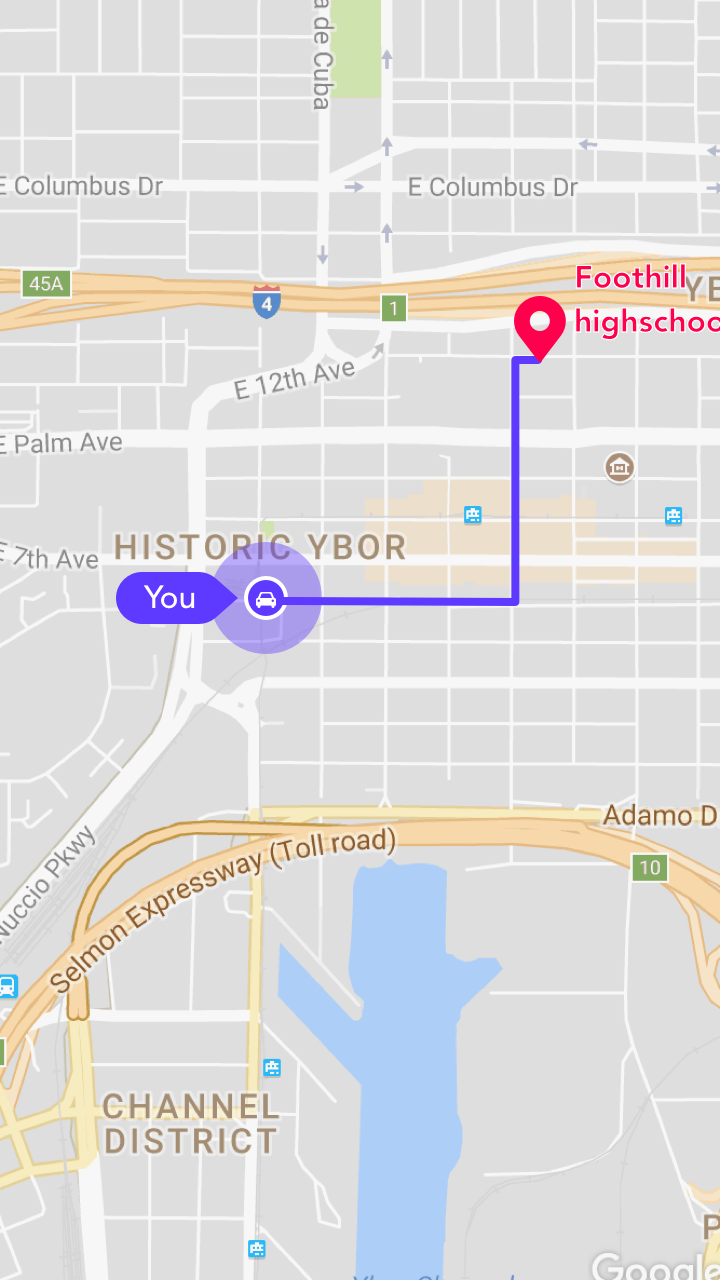 a de Cuba
E Columbus Dr
E Columbus Dr
45A
4
1
Foothill
highschoo
YB
E 12th Ave
E Palm Ave
HISTORIC YBOR
E 7th Ave
You
Adamo D
Selmon Expressway (Toll road)
10
Nuccio Pkwy
CHANNEL
DISTRICT
P
Google